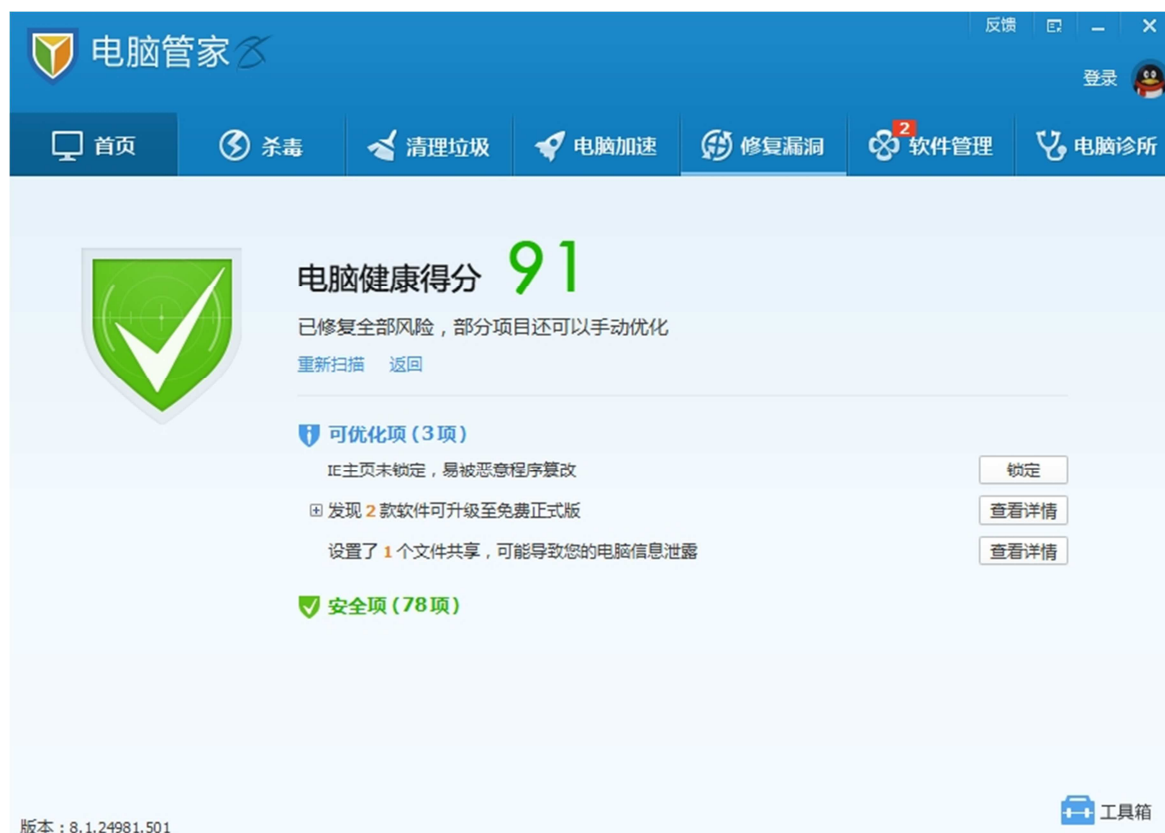 反馈
电脑管家
登录
首页 杀毒 清理垃圾 电脑加速 修复漏洞 2 软件管理 电脑诊所
电脑健康得分 91
已修复全部风险，部分项目还可以手动优化
重新扫描 返回
可优化项(3项)
IE主页未锁定，易被恶意程序篡改 锁定
发现2款软件可升级至免费正式版 查看详情
设置了1个文件共享，可能导致您的电脑信息泄露 查看详情
安全项(78项)
工具箱
版本：8.1.24981.501